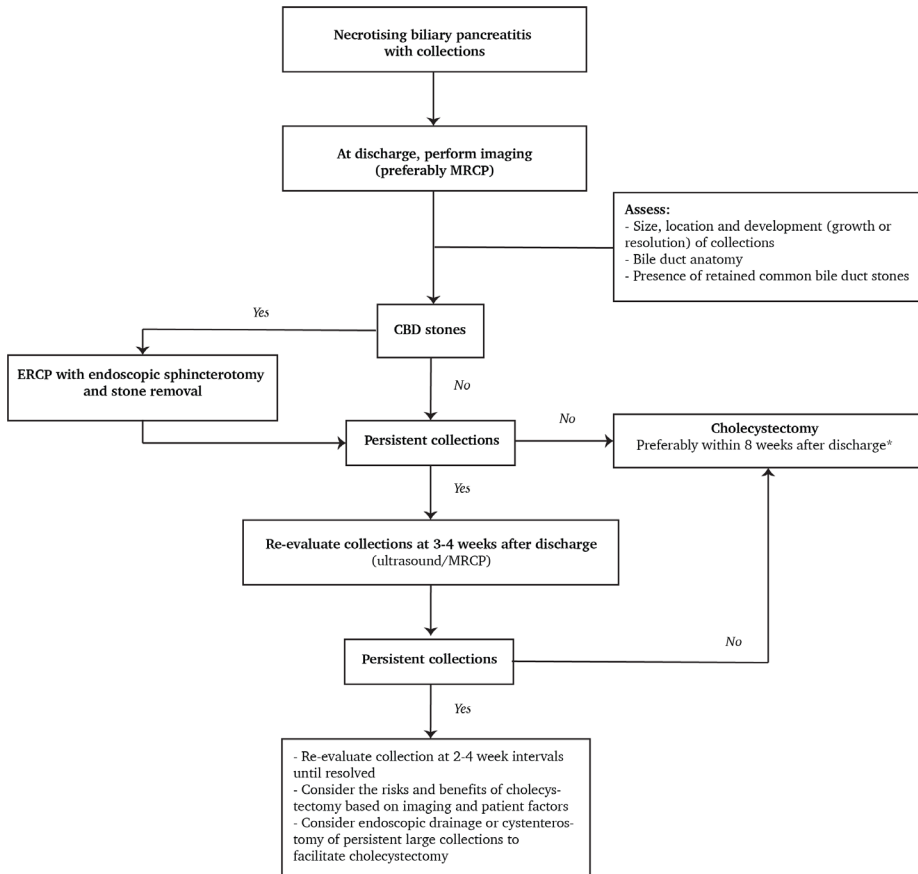 Necrotising biliary pancreatitis
with collections
At discharge, perform imaging
(preferably MRCP)
Assess:
- Size, location and development (growth or
resolution) of collections
- Bile duct anatomy
- Presence of retained common bile duct stones
Yes
CBD stones
ERCP with endoscopic sphincterotomy
and stone removal
No
Persistent collections
No
Cholecystectomy
Preferably within 8 weeks after discharge*
Yes
Re-evaluate collections at 3-4 weeks after discharge
(ultrasound/MRCP)
Persistent collections
No
Yes
- Re-evaluate collection at 2-4 week intervals
until resolved
- Consider the risks and benefits of cholecys-
tectomy based on imaging and patient factors
- Consider endoscopic drainage or cystenteros-
tomy of persistent large collections to
facilitate cholecystectomy